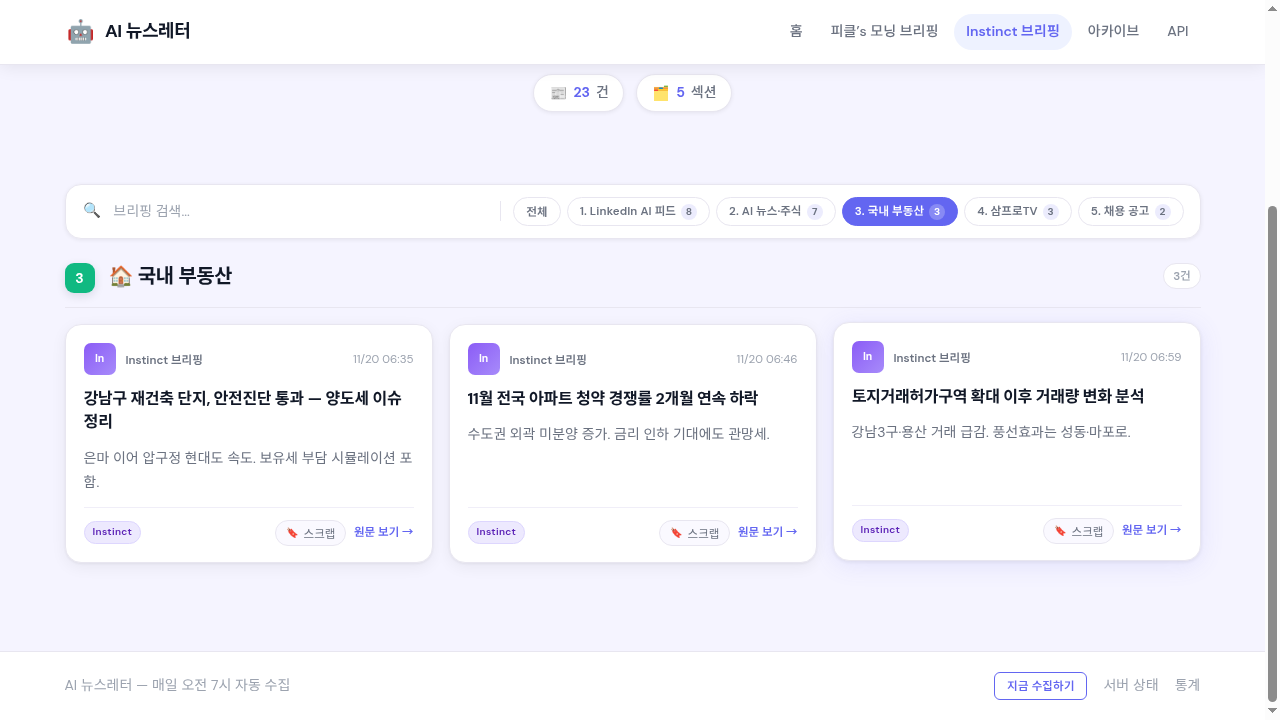 🤖 AI 뉴스레터
홈 피클's 모닝 브리핑 Instinct 브리핑 아카이브 API
📰 23 건 🗂️ 5 섹션
🔍 브리핑 검색...
전체 1. LinkedIn AI 피드 8 2. AI 뉴스·주식 7 3. 국내 부동산 3 4. 삼프로TV 3 5. 채용 공고 2
3 🏠 국내 부동산 3건
In Instinct 브리핑 11/20 06:35
강남구 재건축 단지, 안전진단 통과 — 양도세 이슈
정리
은마 이어 압구정 현대도 속도. 보유세 부담 시뮬레이션 포
함.
Instinct 🔖 스크랩 원문 보기 →
In Instinct 브리핑 11/20 06:46
11월 전국 아파트 청약 경쟁률 2개월 연속 하락
수도권 외곽 미분양 증가. 금리 인하 기대에도 관망세.
Instinct 🔖 스크랩 원문 보기 →
In Instinct 브리핑 11/20 06:59
토지거래허가구역 확대 이후 거래량 변화 분석
강남3구·용산 거래 급감. 풍선효과는 성동·마포로.
Instinct 🔖 스크랩 원문 보기 →
AI 뉴스레터 — 매일 오전 7시 자동 수집
지금 수집하기 서버 상태 통계